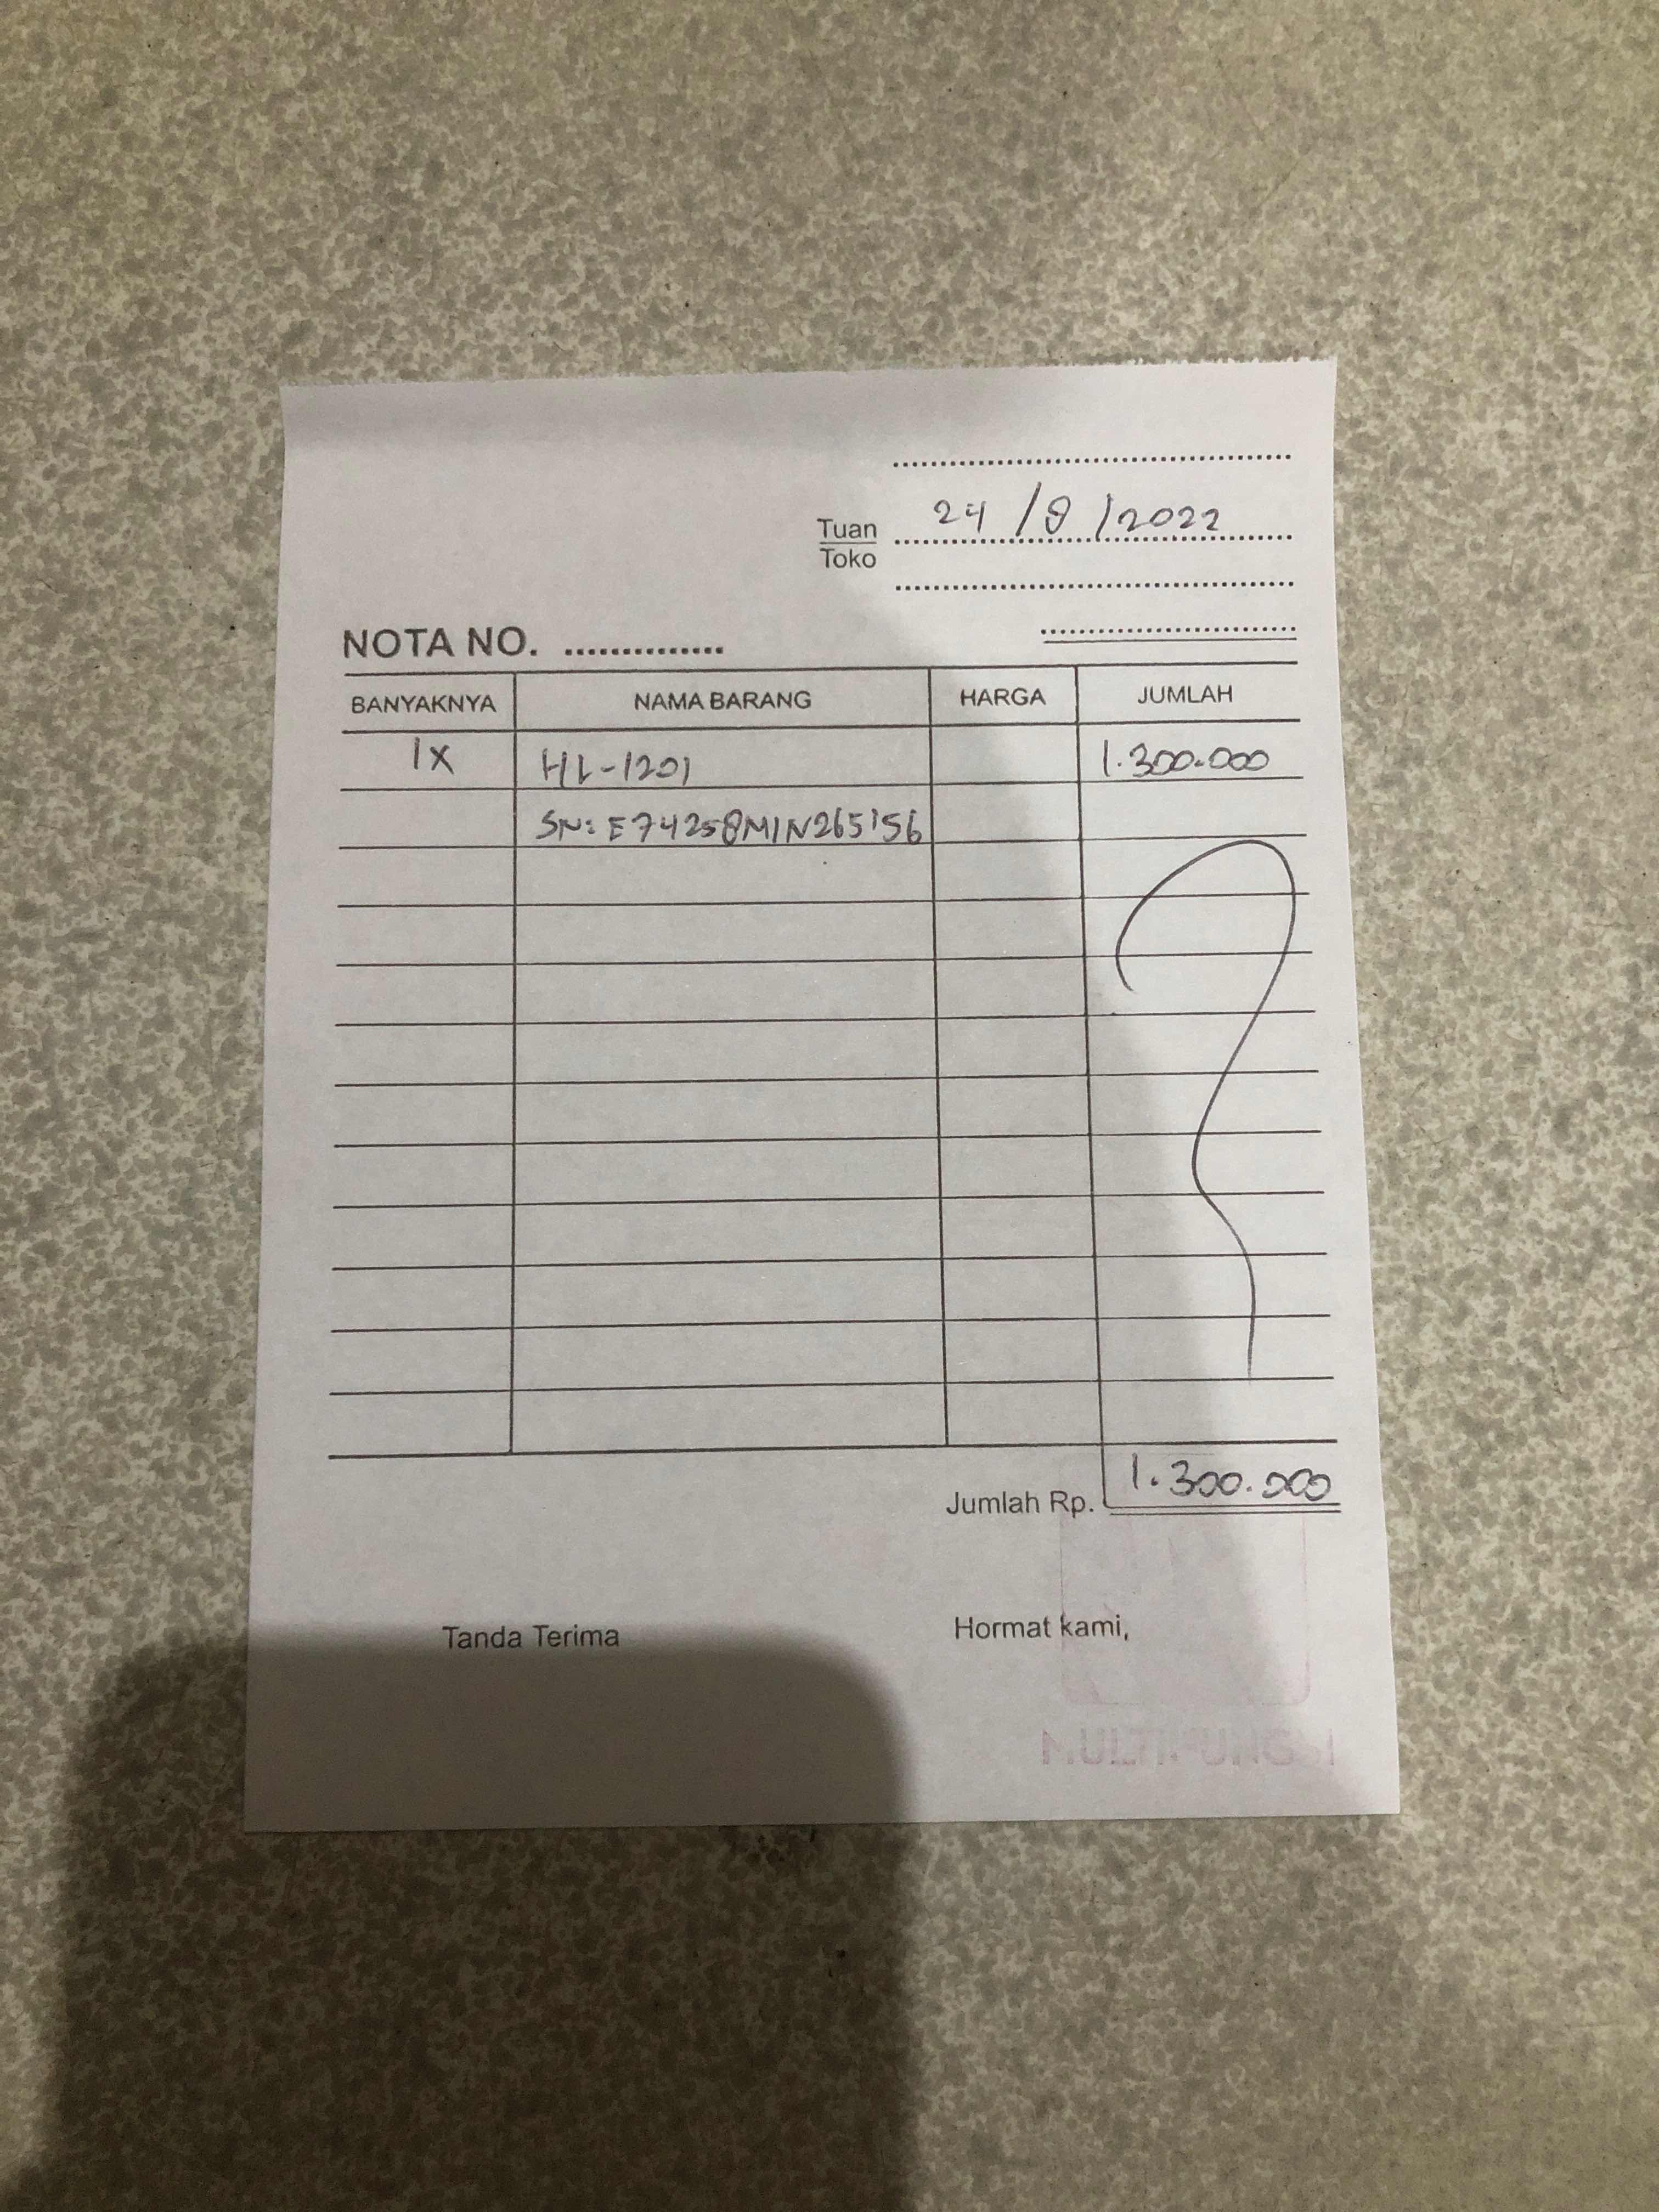 24/8/2022
Tuan
Toko
NOTA NO. ..............
BANYAKNYA NAMA BARANG HARGA JUMLAH
1X HL-1201 1.300.000
SN: E74258M1N265156
Jumlah Rp. 1.300.000
Tanda Terima Hormat kami,
MULTIFUNGSI